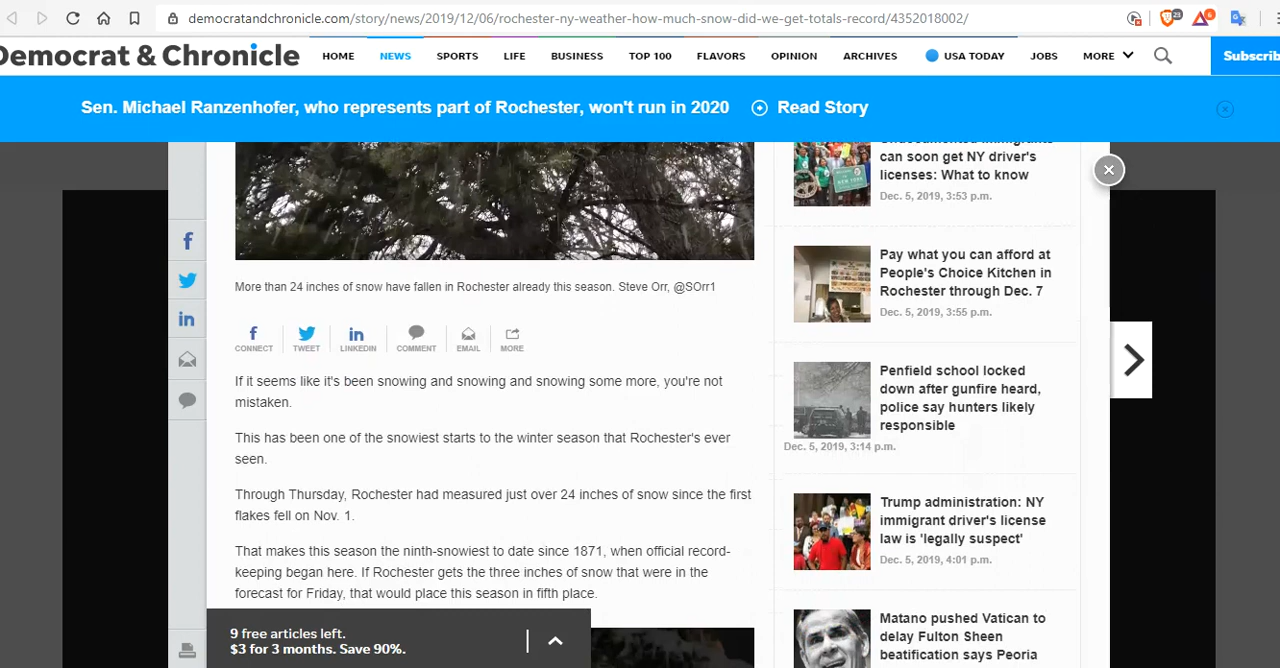 democratandchronicle.com/story/news/2019/12/06/rochester-ny-weather-how-much-snow-did-we-get-totals-record/4352018002/
Democrat & Chronicle
HOME
NEWS
SPORTS
LIFE
BUSINESS
TOP 100
FLAVORS
OPINION
ARCHIVES
USA TODAY
JOBS
MORE
Subscrib
Sen. Michael Ranzenhofer, who represents part of Rochester, won't run in 2020
Read Story
More than 24 inches of snow have fallen in Rochester already this season. Steve Orr, @SOrr1
CONNECT
TWEET
LINKEDIN
COMMENT
EMAIL
MORE
If it seems like it's been snowing and snowing and snowing some more, you're not
mistaken.
This has been one of the snowiest starts to the winter season that Rochester's ever
seen.
Through Thursday, Rochester had measured just over 24 inches of snow since the first
flakes fell on Nov. 1.
That makes this season the ninth-snowiest to date since 1871, when official record-
keeping began here. If Rochester gets the three inches of snow that were in the
forecast for Friday, that would place this season in fifth place.
9 free articles left.
$3 for 3 months. Save 90%.
can soon get NY driver's
licenses: What to know
Dec. 5, 2019, 3:53 p.m.
Pay what you can afford at
People's Choice Kitchen in
Rochester through Dec. 7
Dec. 5, 2019, 3:55 p.m.
Penfield school locked
down after gunfire heard,
police say hunters likely
responsible
Dec. 5, 2019, 3:14 p.m.
Trump administration: NY
immigrant driver's license
law is 'legally suspect'
Dec. 5, 2019, 4:01 p.m.
Matano pushed Vatican to
delay Fulton Sheen
beatification says Peoria